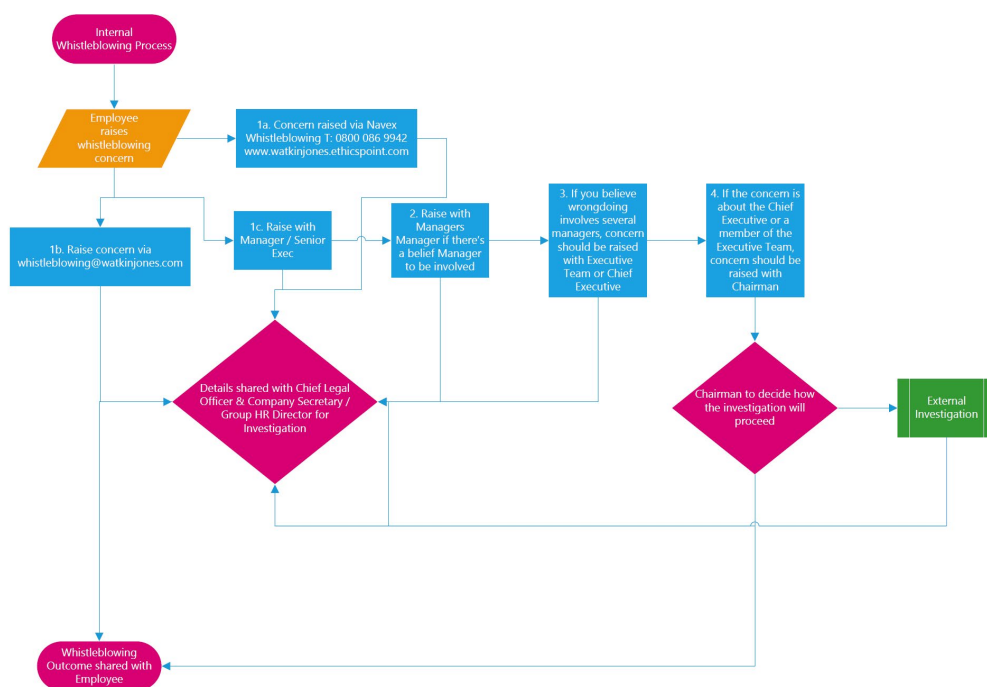 Internal
Whistleblowing Process
Employee
raises
whistleblowing
concern
1a. Concern raised via Navex
Whistleblowing T: 0800 086 9942
www.watkinjones.ethicspoint.com
1b. Raise concern via
whistleblowing@watkinjones.com
1c. Raise with
Manager / Senior
Exec
2. Raise with
Managers
Manager if there's
a belief Manager
to be involved
3. If you believe
wrongdoing
involves several
managers, concern
should be raised
with Executive
Team or Chief
Executive
4. If the concern is
about the Chief
Executive or a
member of the
Executive Team,
concern should be
raised with
Chairman
Details shared with Chief Legal
Officer & Company Secretary /
Group HR Director for
Investigation
Chairman to decide how
the investigation will
proceed
External
Investigation
Whistleblowing
Outcome shared with
Employee